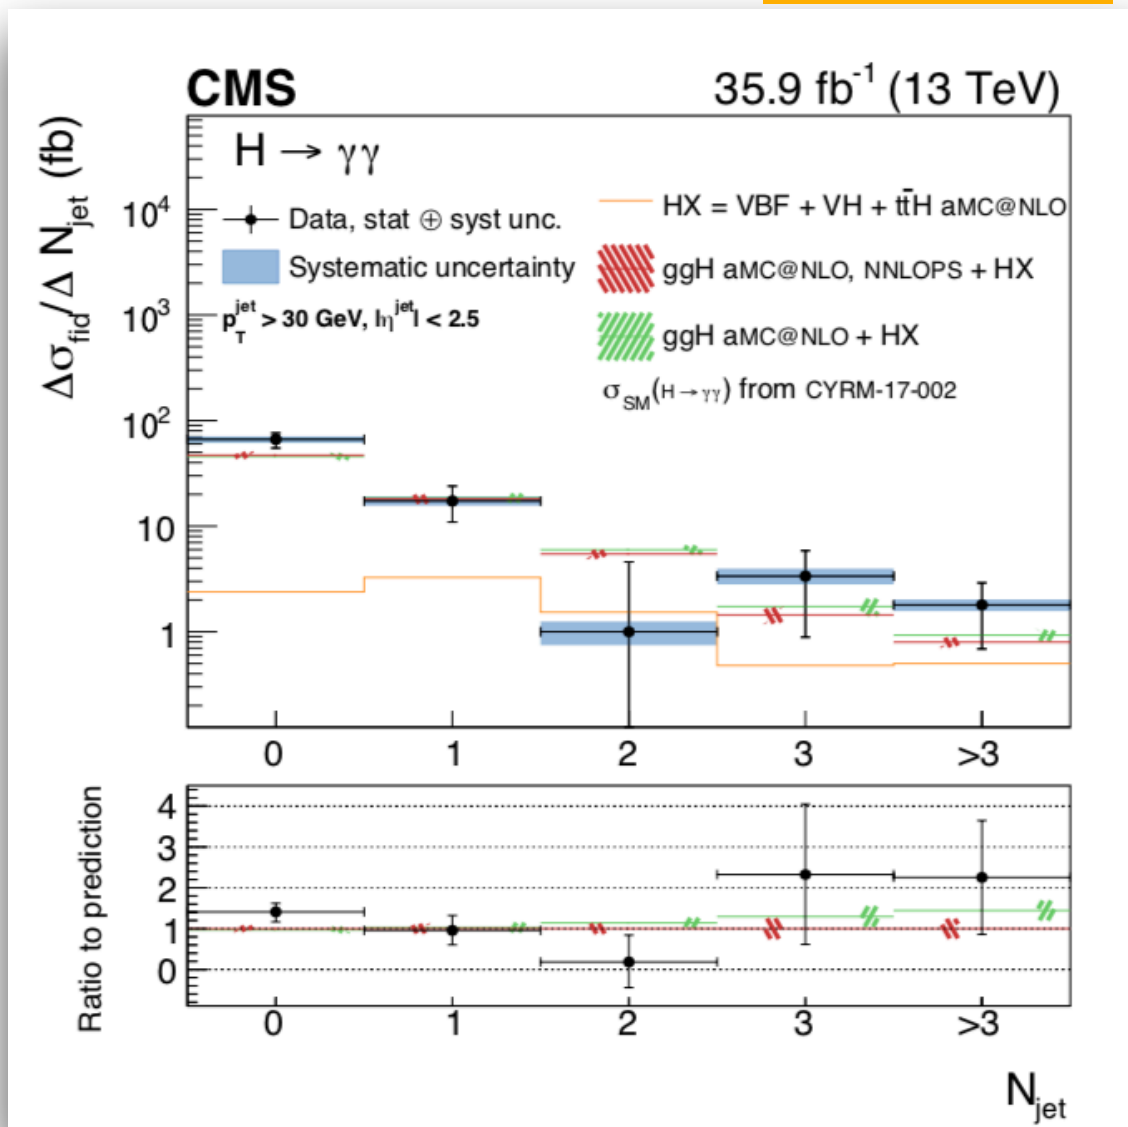 CMS 35.9 fb⁻¹ (13 TeV)
Δσfid/Δ Njet (fb)
H → γγ
Data, stat ⊕ syst unc.
Systematic uncertainty
pTjet > 30 GeV, |ηjet| < 2.5
HX = VBF + VH + tt̄H aMC@NLO
ggH aMC@NLO, NNLOPS + HX
ggH aMC@NLO + HX
σSM(H → γγ) from CYRM-17-002
10⁴
10³
10²
10
1
0 1 2 3 >3
Ratio to prediction
4
3
2
1
0
0 1 2 3 >3
Njet